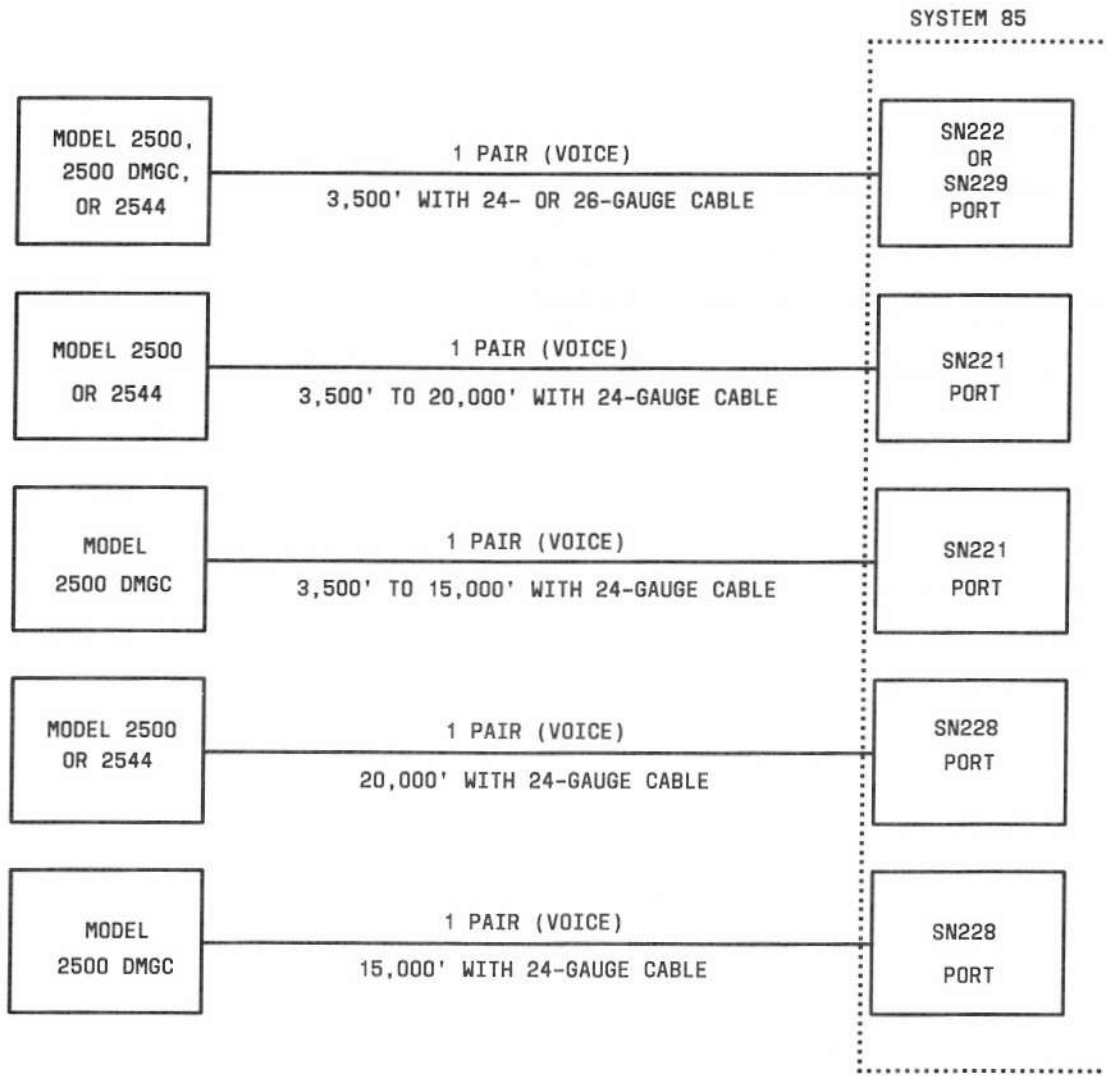 SYSTEM 85
MODEL 2500,
2500 DMGC,
OR 2544
1 PAIR (VOICE)
3,500' WITH 24- OR 26-GAUGE CABLE
SN222
OR
SN229
PORT
MODEL 2500
OR 2544
1 PAIR (VOICE)
3,500' TO 20,000' WITH 24-GAUGE CABLE
SN221
PORT
MODEL
2500 DMGC
1 PAIR (VOICE)
3,500' TO 15,000' WITH 24-GAUGE CABLE
SN221
PORT
MODEL 2500
OR 2544
1 PAIR (VOICE)
20,000' WITH 24-GAUGE CABLE
SN228
PORT
MODEL
2500 DMGC
1 PAIR (VOICE)
15,000' WITH 24-GAUGE CABLE
SN228
PORT